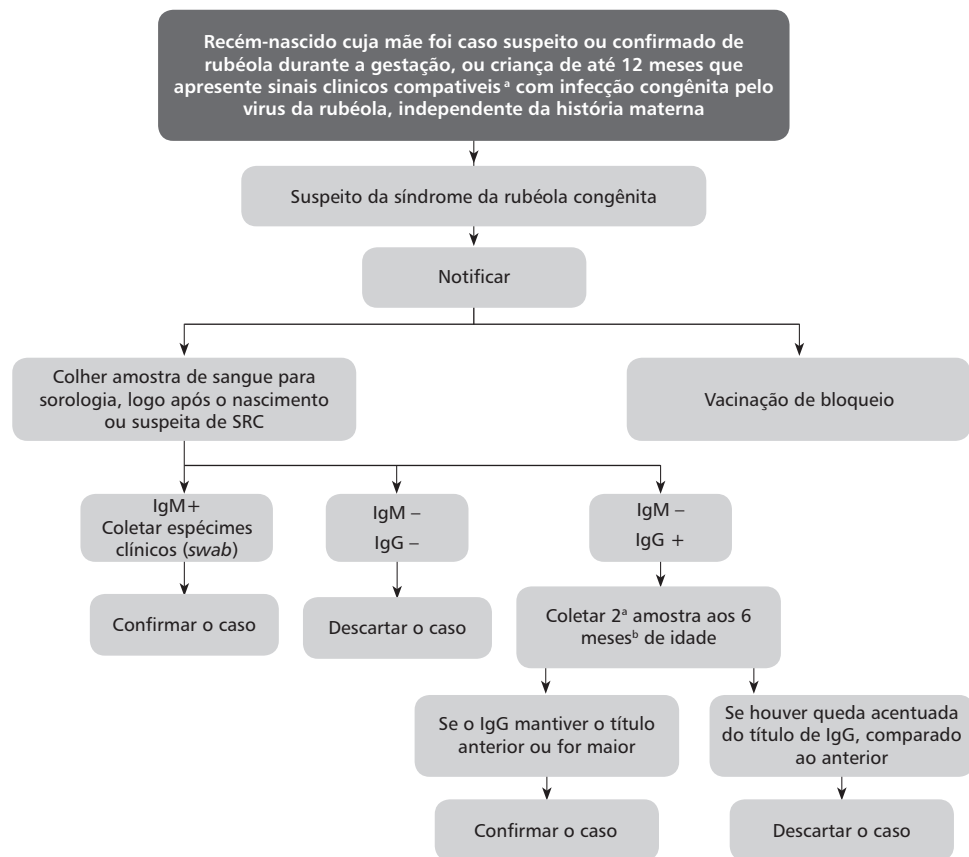 Recém-nascido cuja mãe foi caso suspeito ou confirmado de
rubéola durante a gestação, ou criança de até 12 meses que
apresente sinais clinicos compativeis ᵃ com infecção congênita pelo
virus da rubéola, independente da história materna
Suspeito da síndrome da rubéola congênita
Notificar
Colher amostra de sangue para
sorologia, logo após o nascimento
ou suspeita de SRC
Vacinação de bloqueio
IgM+
Coletar espécimes
clínicos (swab)
IgM –
IgG –
IgM –
IgG +
Confirmar o caso
Descartar o caso
Coletar 2ª amostra aos 6
mesesᵇ de idade
Se o IgG mantiver o título
anterior ou for maior
Se houver queda acentuada
do título de IgG, comparado
ao anterior
Confirmar o caso
Descartar o caso